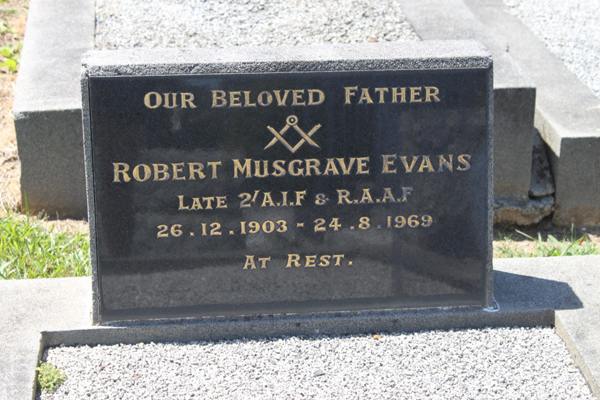 OUR BELOVED FATHER
ROBERT MUSGRAVE EVANS
LATE 2/A.I.F & R.A.A.F
26.12.1903 - 24.8.1969
AT REST.